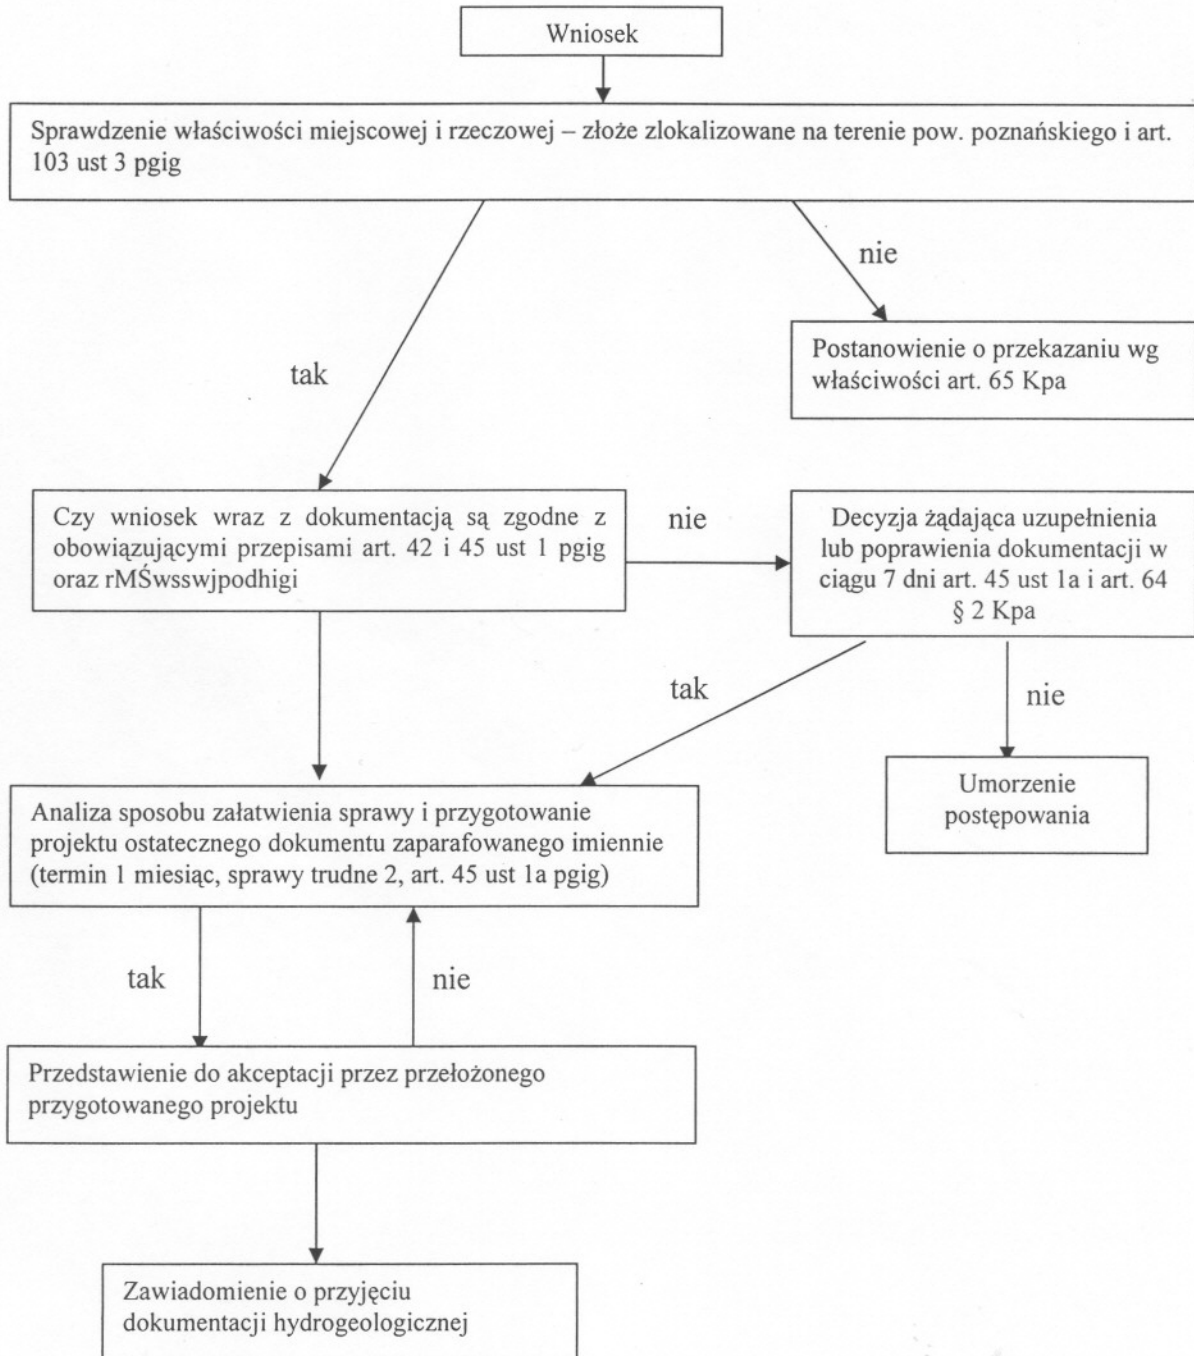 Wniosek
Sprawdzenie właściwości miejscowej i rzeczowej – złoże zlokalizowane na terenie pow. poznańskiego i art.
103 ust 3 pgig
nie
Postanowienie o przekazaniu wg
właściwości art. 65 Kpa
tak
Czy wniosek wraz z dokumentacją są zgodne z
obowiązującymi przepisami art. 42 i 45 ust 1 pgig
oraz rMŚwsswjpodhigi
nie
Decyzja żądająca uzupełnienia
lub poprawienia dokumentacji w
ciągu 7 dni art. 45 ust 1a i art. 64
§ 2 Kpa
tak
nie
Umorzenie
postępowania
Analiza sposobu załatwienia sprawy i przygotowanie
projektu ostatecznego dokumentu zaparafowanego imiennie
(termin 1 miesiąc, sprawy trudne 2, art. 45 ust 1a pgig)
tak
nie
Przedstawienie do akceptacji przez przełożonego
przygotowanego projektu
Zawiadomienie o przyjęciu
dokumentacji hydrogeologicznej